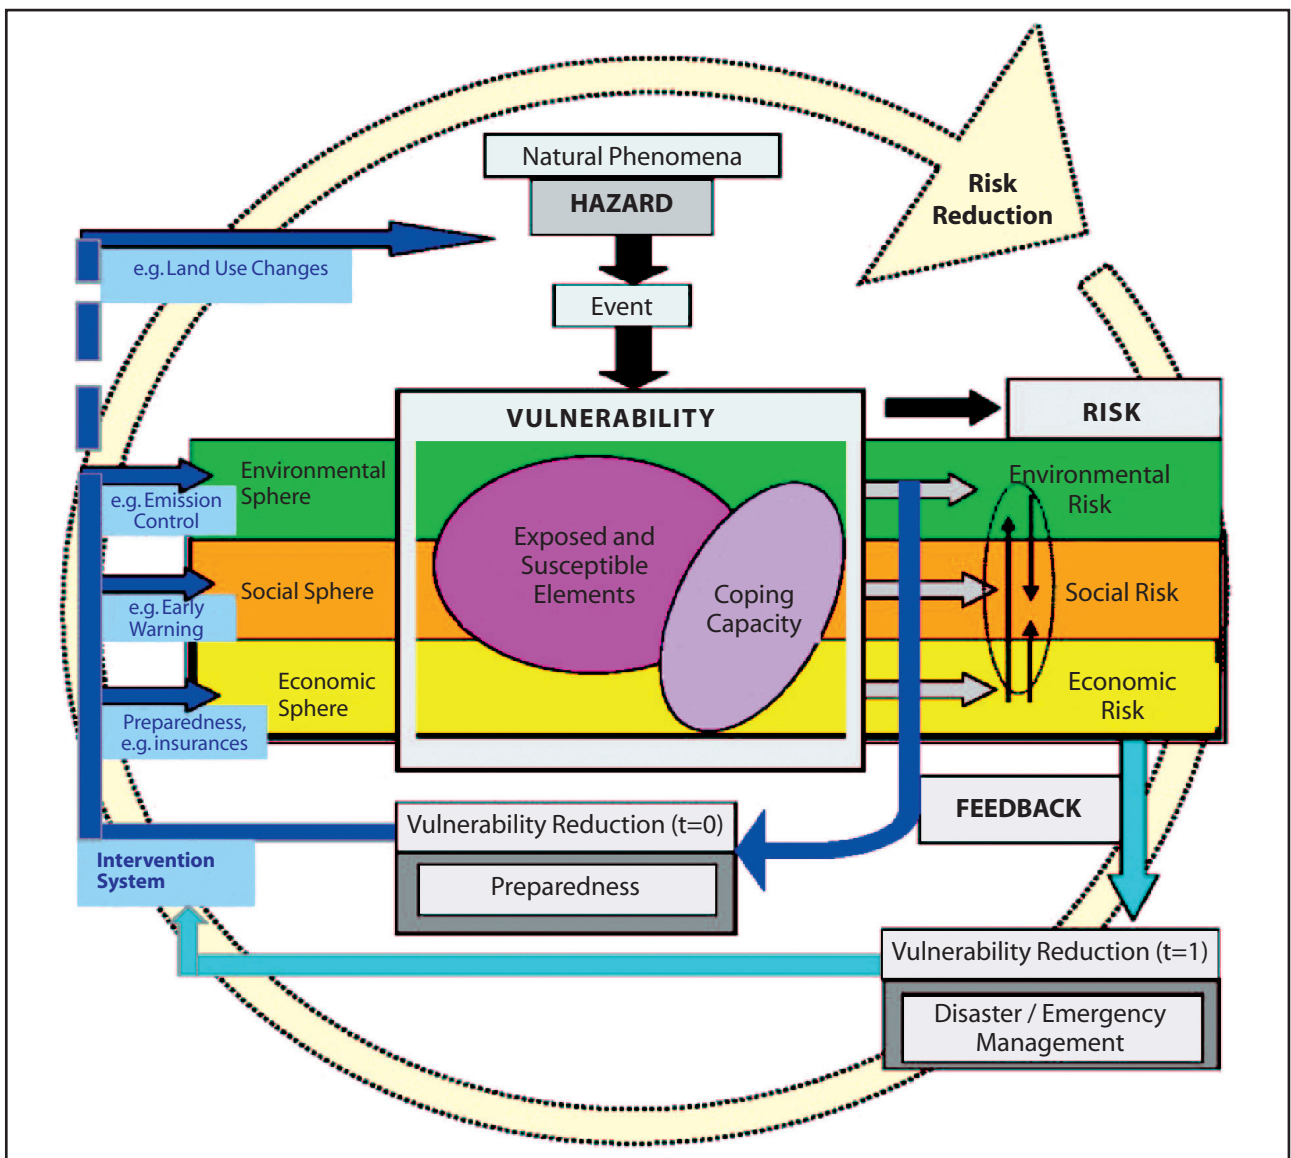 Natural Phenomena
HAZARD
Risk
Reduction
e.g. Land Use Changes
Event
VULNERABILITY
RISK
Environmental
Sphere
e.g. Emission
Control
Social Sphere
e.g. Early
Warning
Economic
Sphere
Preparedness,
e.g. insurances
Exposed and
Susceptible
Elements
Coping
Capacity
Environmental
Risk
Social Risk
Economic
Risk
FEEDBACK
Vulnerability Reduction (t=0)
Preparedness
Intervention
System
Vulnerability Reduction (t=1)
Disaster / Emergency
Management